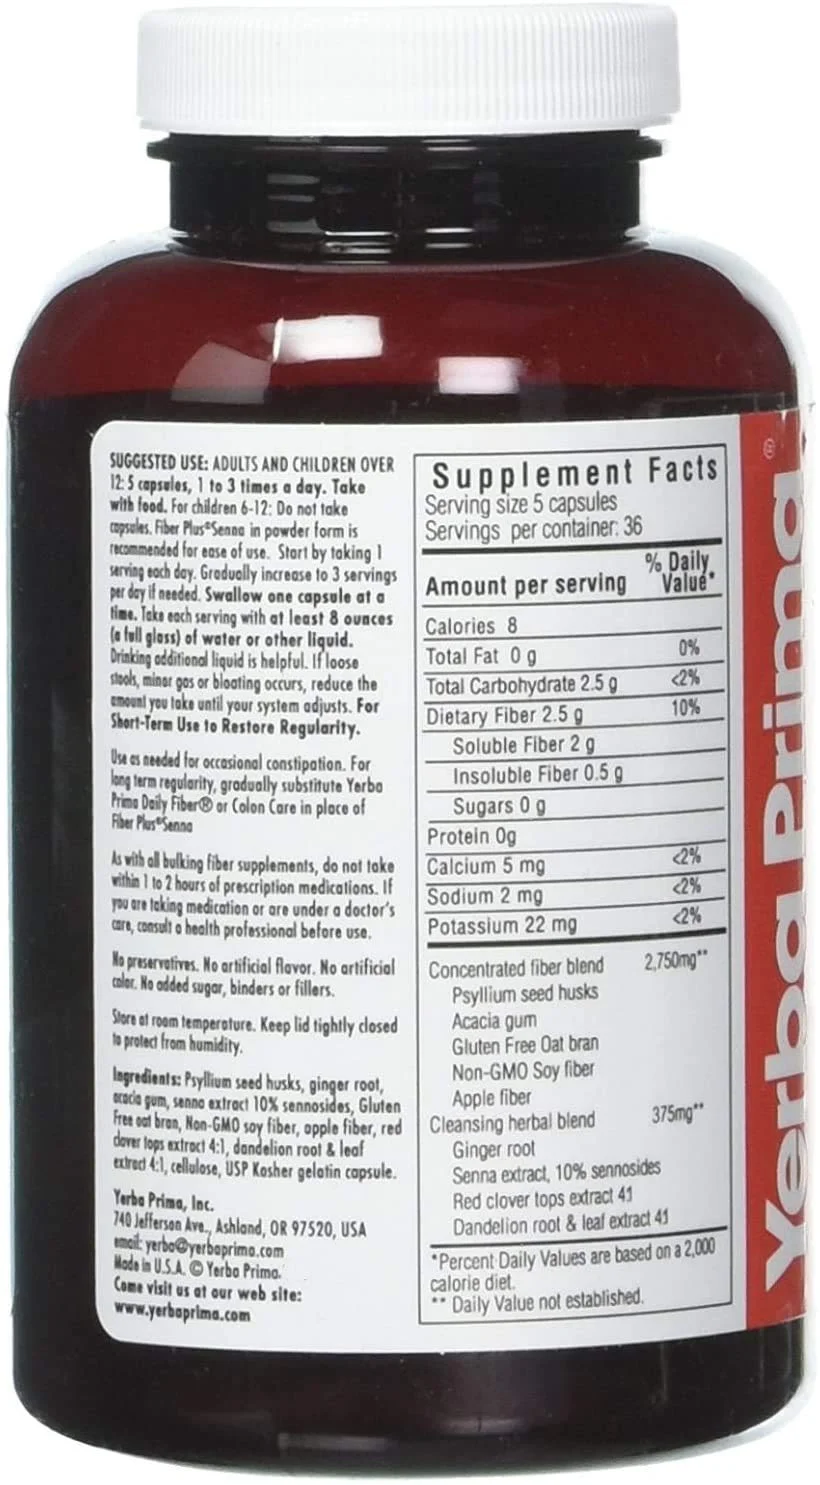 SUGGESTED USE: ADULTS AND CHILDREN OVER
12: 5 capsules, 1 to 3 times a day. Take
with food. For children 6-12: Do not take
capsules. Fiber Plus®Senna in powder form is
recommended for ease of use. Start by taking 1
serving each day. Gradually increase to 3 servings
per day if needed. Swallow one capsule at a
time. Take each serving with at least 8 ounces
(a full glass) of water or other liquid.
Drinking additional liquid is helpful. If loose
stools, minor gas or bloating occurs, reduce the
amount you take until your system adjusts. For
Short-Term Use to Restore Regularity.
Use as needed for occasional constipation. For
long term regularity, gradually substitute Yerba
Prima Daily Fiber® or Colon Care in place of
Fiber Plus®Senna
As with all bulking fiber supplements, do not take
within 1 to 2 hours of prescription medications. If
you are taking medication or are under a doctor's
care, consult a health professional before use.
No preservatives. No artificial flavor. No artificial
color. No added sugar, binders or fillers.
Store at room temperature. Keep lid tightly closed
to protect from humidity.
Ingredients: Psyllium seed husks, ginger root,
acacia gum, senna extract 10% sennosides, Gluten
Free oat bran, Non-GMO soy fiber, apple fiber, red
clover tops extract 4:1, dandelion root & leaf
extract 4:1, cellulose, USP Kosher gelatin capsule.
Yerba Prima, Inc.
740 Jefferson Ave., Ashland, OR 97520, USA
email: yerba@yerbaprima.com
Made in U.S.A. © Yerba Prima.
Come visit us at our web site:
www.yerbaprima.com
Supplement Facts
Serving size 5 capsules
Servings per container: 36
Amount per serving % Daily
Value*
Calories 8
Total Fat 0 g 0%
Total Carbohydrate 2.5 g <2%
Dietary Fiber 2.5 g 10%
Soluble Fiber 2 g
Insoluble Fiber 0.5 g
Sugars 0 g
Protein 0g
Calcium 5 mg <2%
Sodium 2 mg <2%
Potassium 22 mg <2%
Concentrated fiber blend 2,750mg**
Psyllium seed husks
Acacia gum
Gluten Free Oat bran
Non-GMO Soy fiber
Apple fiber
Cleansing herbal blend 375mg**
Ginger root
Senna extract, 10% sennosides
Red clover tops extract 41
Dandelion root & leaf extract 41
*Percent Daily Values are based on a 2,000
calorie diet.
** Daily Value not established.
Yerba Prima
®